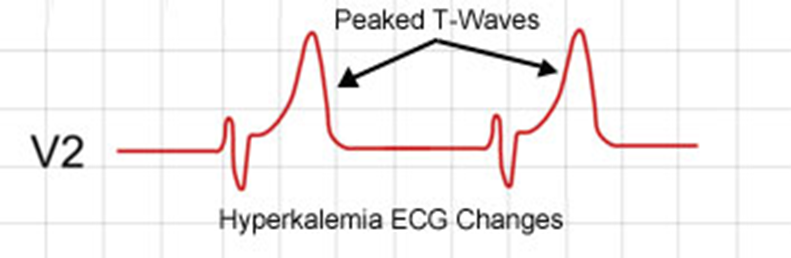 Peaked T-Waves
V2
Hyperkalemia ECG Changes